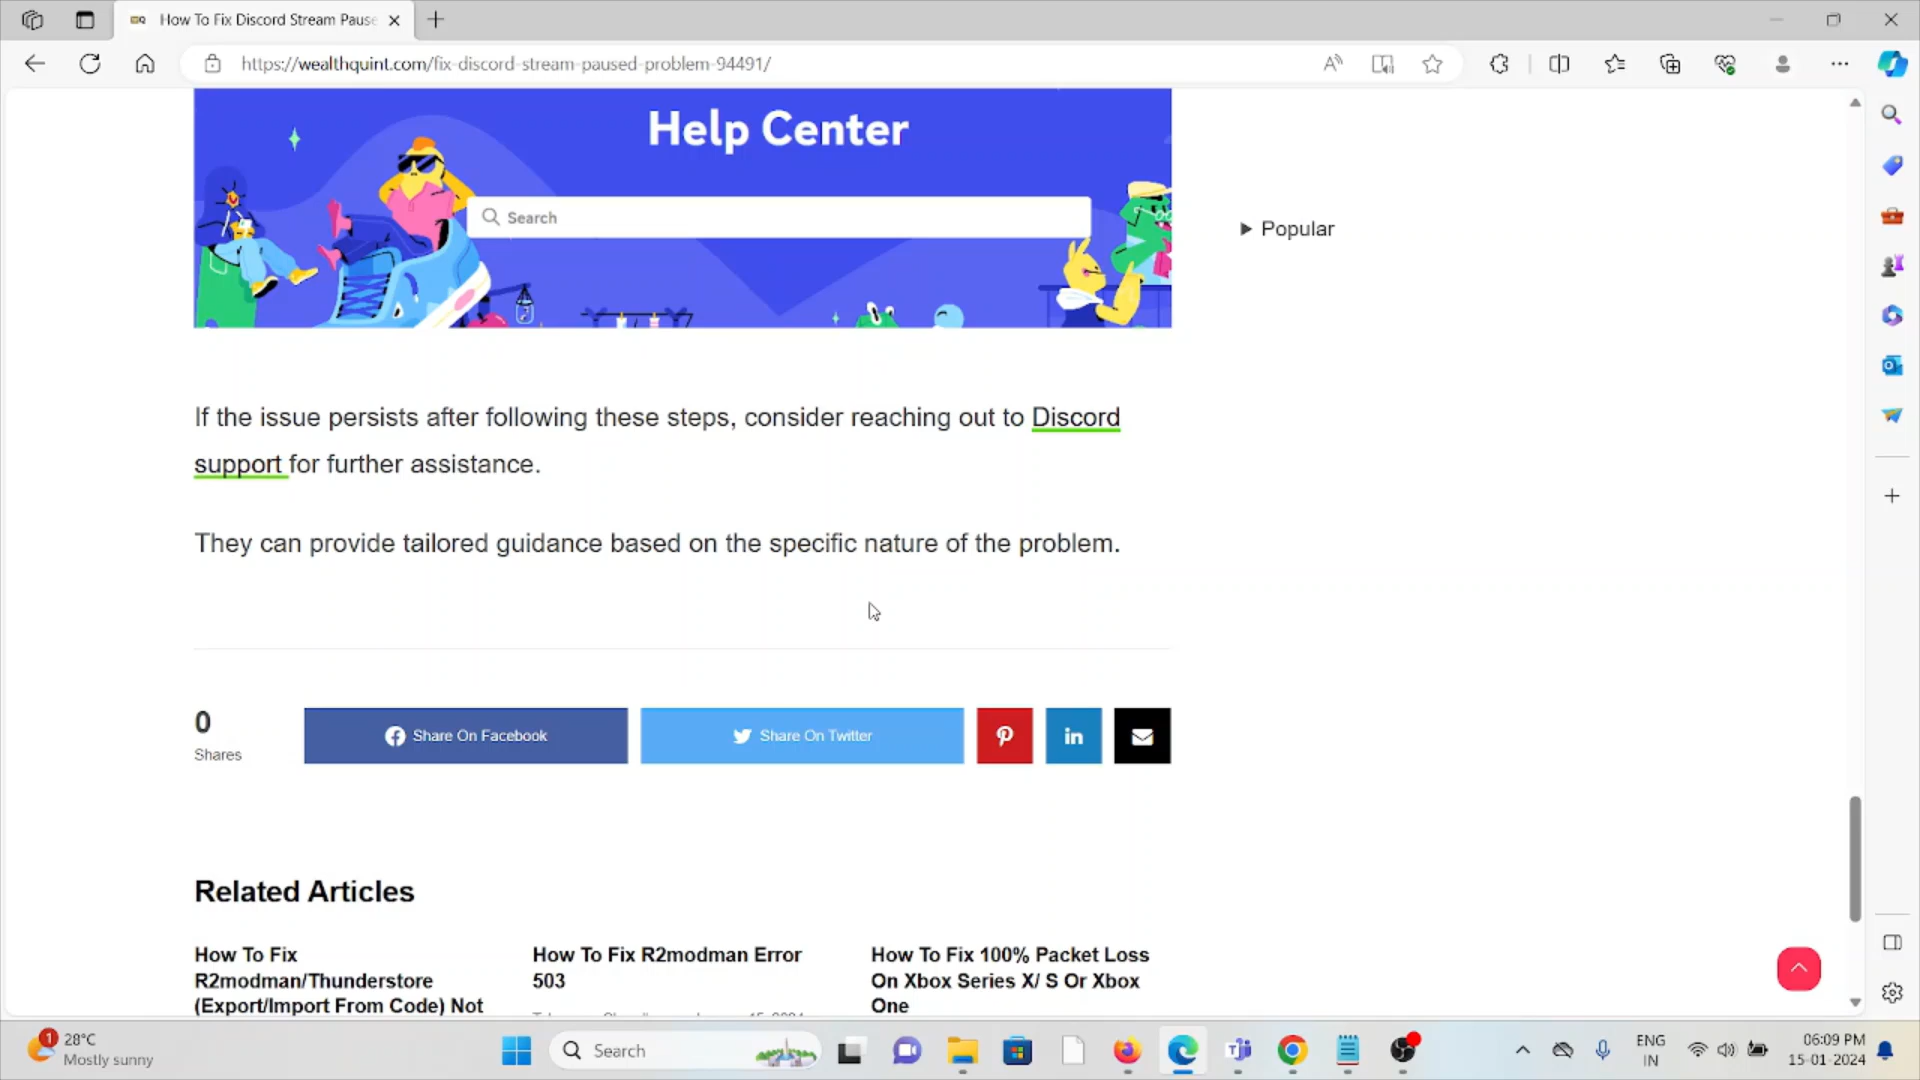 How To Fix Discord Stream Pause
https://wealthquint.com/fix-discord-stream-paused-problem-94491/
Help Center
Search
Popular
If the issue persists after following these steps, consider reaching out to Discord
support for further assistance.
They can provide tailored guidance based on the specific nature of the problem.
0
Shares
Share On Facebook
Share On Twitter
Related Articles
How To Fix
R2modman/Thunderstore
(Export/Import From Code) Not
How To Fix R2modman Error
503
How To Fix 100% Packet Loss
On Xbox Series X/ S Or Xbox
One
1
28°C
Mostly sunny
Search
ENG
IN
06:09 PM
15-01-2024